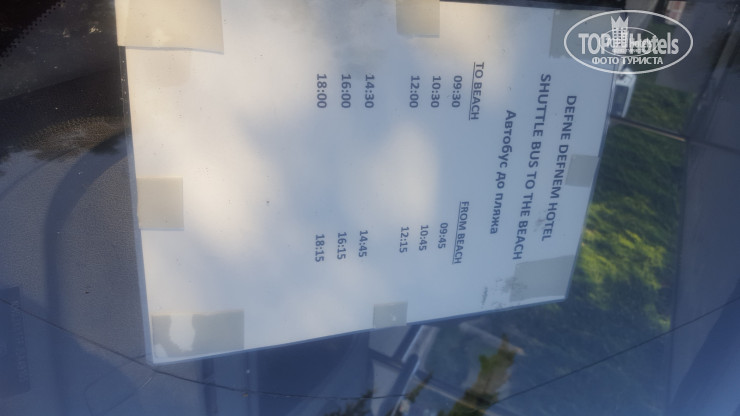 DEFNE DEFNEM HOTEL
SHUTTLE BUS TO THE BEACH
Автобус до пляжа
TO BEACH FROM BEACH
09:30 09:45
10:30 10:45
12:00 12:15
14:30 14:45
16:00 16:15
18:00 18:15
TOPHotels
ФОТО ТУРИСТА